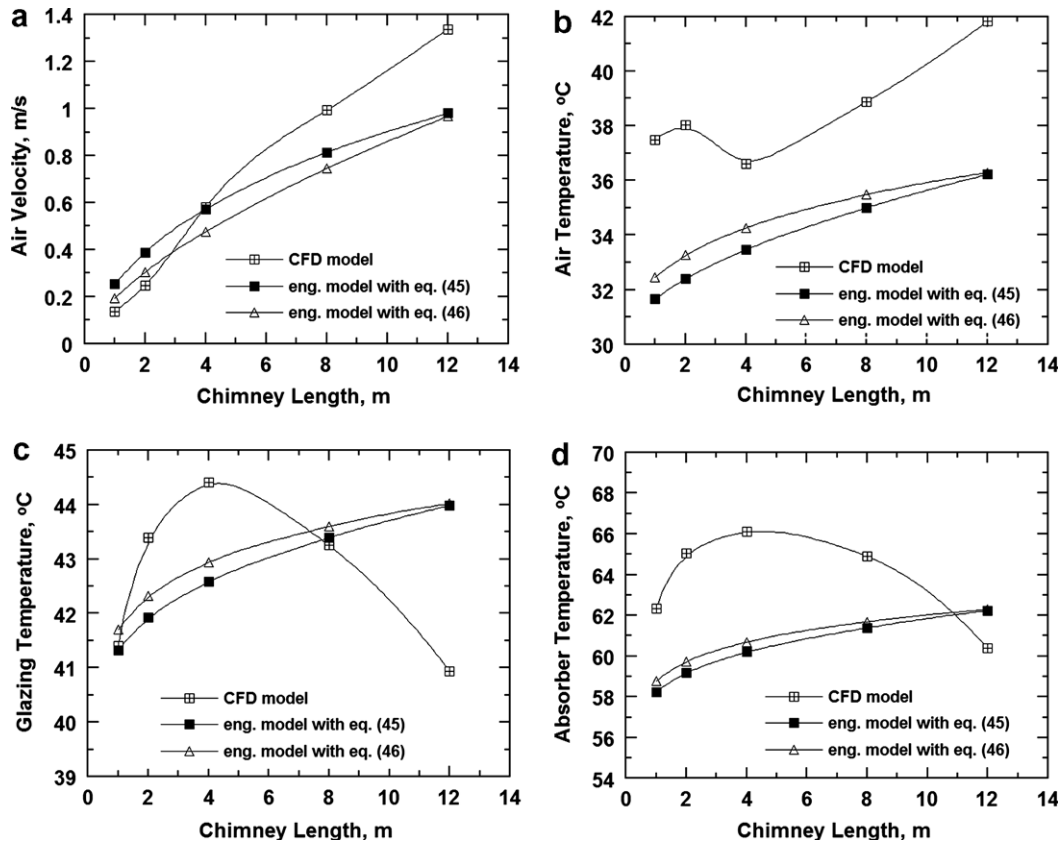 a
Air Velocity, m/s
1.4
1.2
1
0.8
0.6
0.4
0.2
0
CFD model
eng. model with eq. (45)
eng. model with eq. (46)
0 2 4 6 8 10 12 14
Chimney Length, m
b
Air Temperature, ºC
42
40
38
36
34
32
30
CFD model
eng. model with eq. (45)
eng. model with eq. (46)
0 2 4 6 8 10 12 14
Chimney Length, m
c
Glazing Temperature, ºC
45
44
43
42
41
40
39
CFD model
eng. model with eq. (45)
eng. model with eq. (46)
0 2 4 6 8 10 12 14
Chimney Length, m
d
Absorber Temperature, ºC
70
68
66
64
62
60
58
56
54
CFD model
eng. model with eq. (45)
eng. model with eq. (46)
0 2 4 6 8 10 12 14
Chimney Length, m